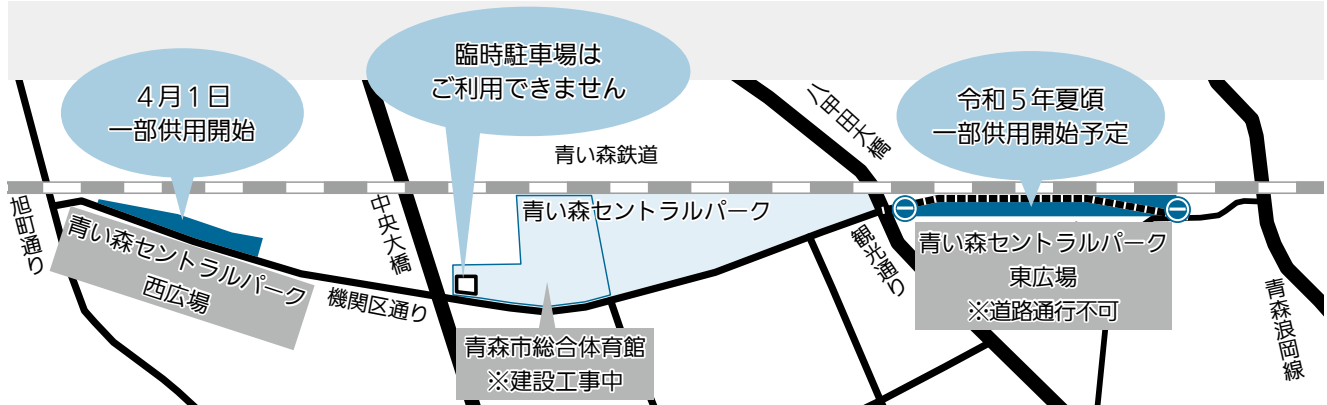 4月1日
一部供用開始
臨時駐車場は
ご利用できません
令和5年夏頃
一部供用開始予定
八甲田大橋
青い森鉄道
旭町通り
中央大橋
青い森セントラルパーク
観光通り
青い森セントラルパーク
西広場
機関区通り
青い森セントラルパーク
東広場
※道路通行不可
青森浪岡線
青森市総合体育館
※建設工事中